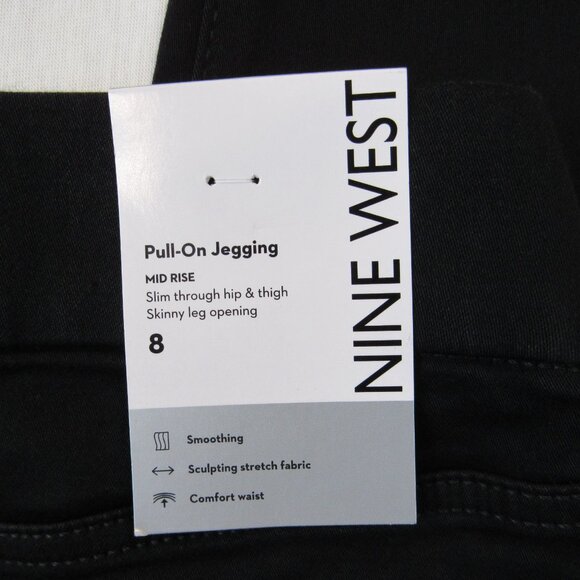 NINE WEST
Pull-On Jegging
MID RISE
Slim through hip & thigh
Skinny leg opening
8
Smoothing
Sculpting stretch fabric
Comfort waist